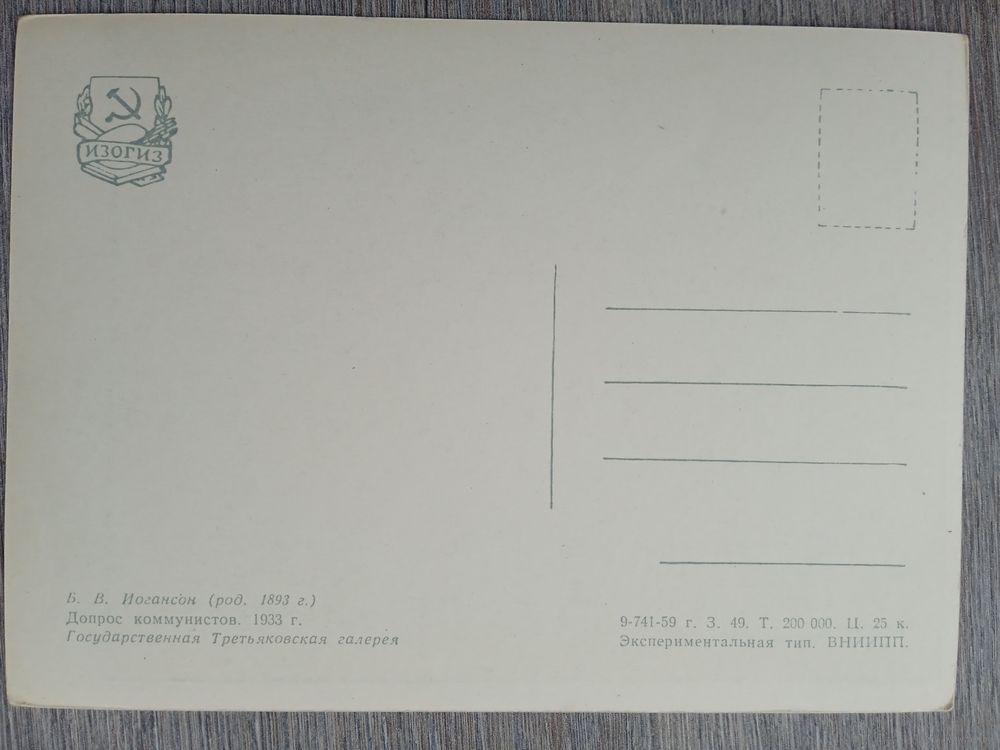 ИЗОГИЗ
Б. В. Иогансон (род. 1893 г.)
Допрос коммунистов. 1933 г.
Государственная Третьяковская галерея
9-741-59 г. З. 49. Т. 200 000. Ц. 25 к.
Экспериментальная тип. ВНИИПП.